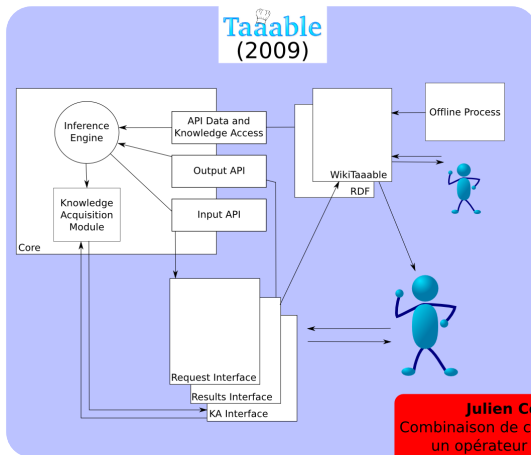 Taaable
(2009)
Inference
Engine
API Data and
Knowledge Access
Offline Process
Output API
WikiTaaable
RDF
Knowledge
Acquisition
Module
Input API
Core
Request Interface
Results Interface
KA Interface
Julien
Combinaison de
un opérateur